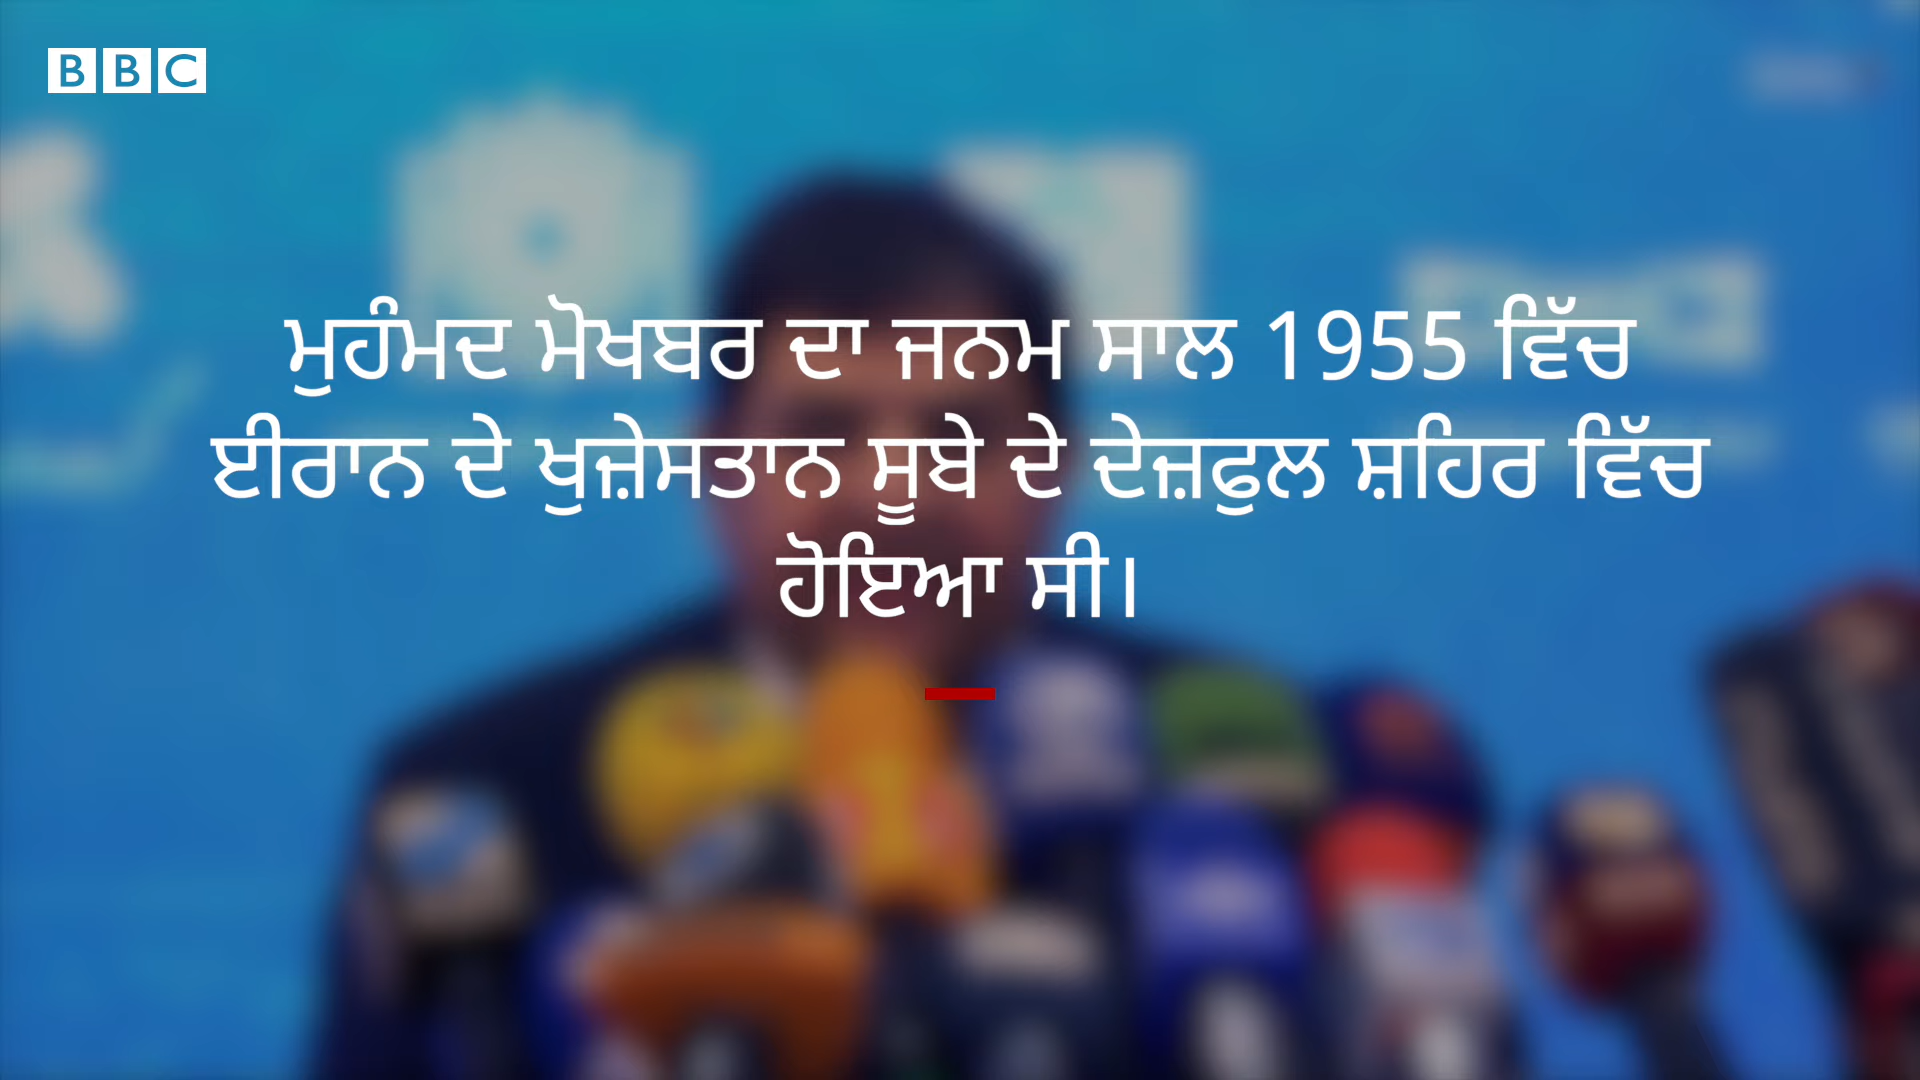 BBC
ਮੁਹੰਮਦ ਮੋਖਬਰ ਦਾ ਜਨਮ ਸਾਲ 1955 ਵਿੱਚ
ਈਰਾਨ ਦੇ ਖੁਜ਼ੇਸਤਾਨ ਸੂਬੇ ਦੇ ਦੇਜ਼ਫੁਲ ਸ਼ਹਿਰ ਵਿੱਚ
ਹੋਇਆ ਸੀ।